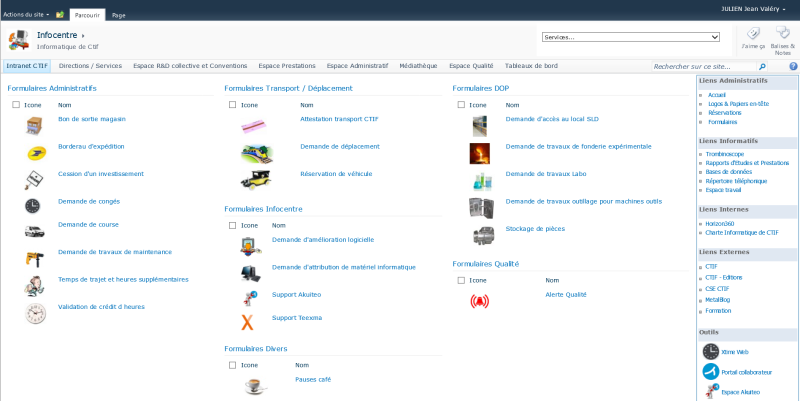 JULIEN Jean Valéry
Actions du site
Parcourir
Page
Infocentre
Informatique de Ctif
Services...
J'aime ça
Balises & Notes
Intranet CTIF
Directions / Services
Espace R&D collective et Conventions
Espace Prestations
Espace Administratif
Médiathèque
Espace Qualité
Tableaux de bord
Rechercher sur ce site...
Formulaires Administratifs
Icone Nom
Bon de sortie magasin
Borderau d'expédition
Cession d'un investissement
Demande de congés
Demande de course
Demande de travaux de maintenance
Temps de trajet et heures supplémentaires
Validation de crédit d heures
Formulaires Transport / Déplacement
Icone Nom
Attestation transport CTIF
Demande de déplacement
Réservation de véhicule
Formulaires Infocentre
Icone Nom
Demande d'amélioration logicielle
Demande d'attribution de matériel informatique
Support Akuiteo
Support Teexma
Formulaires Divers
Icone Nom
Pauses café
Formulaires DOP
Icone Nom
Demande d'accès au local SLD
Demande de travaux de fonderie expérimentale
Demande de travaux Labo
Demande de travaux outillage pour machines outils
Stockage de pièces
Formulaires Qualité
Icone Nom
Alerte Qualité
Liens Administratifs
Accueil
Logos & Papiers en-tête
Réservations
Formulaires
Liens Informatifs
Trombinoscope
Rapports d'études et Prestations
Bases de données
Répertoire téléphonique
Espace travail
Liens Internes
Horizon360
Charte Informatique de CTIF
Liens Externes
CTIF
CTIF - Editions
CSE CTIF
MetalBlog
Formation
Outils
Xtime Web
Portail collaborateur
Espace Akuiteo